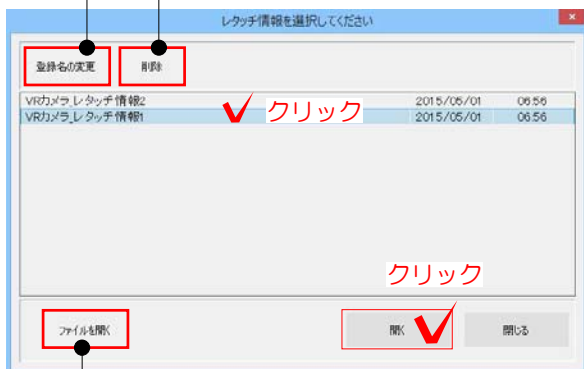 レタッチ情報を選択してください
登録名の変更 削除
VRカメラ_レタッチ情報2 2015/05/01 06:56
VRカメラ_レタッチ情報1 2015/05/01 06:56
クリック
クリック
ファイルを開く 開く 閉じる